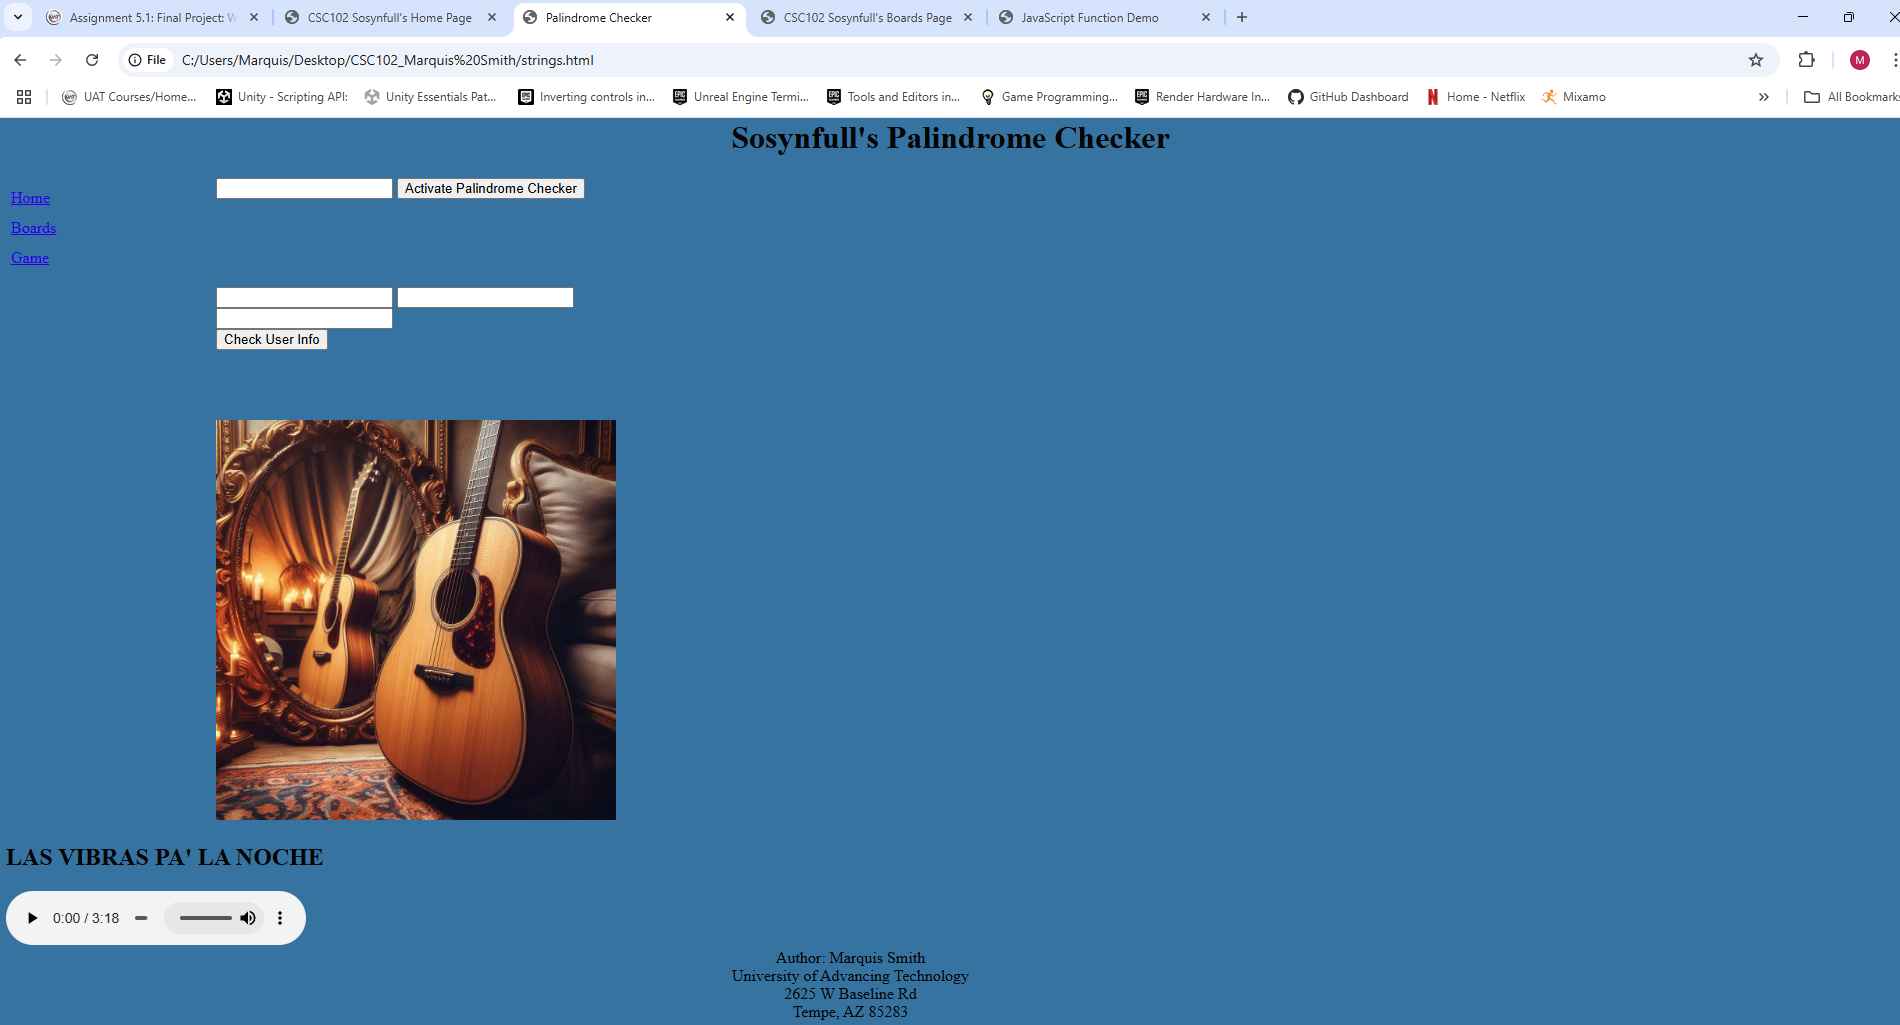 Assignment 5.1: Final Project: W
CSC102 Sosynfull's Home Page
Palindrome Checker
CSC102 Sosynfull's Boards Page
JavaScript Function Demo
File C:/Users/Marquis/Desktop/CSC102_Marquis%20Smith/strings.html
M
UAT Courses/Home...
Unity - Scripting API:
Unity Essentials Pat...
Inverting controls in...
Unreal Engine Termi...
Tools and Editors in...
Game Programming...
Render Hardware In...
GitHub Dashboard
Home - Netflix
Mixamo
All Bookmarks
Sosynfull's Palindrome Checker
Home
Boards
Game
Activate Palindrome Checker
Check User Info
LAS VIBRAS PA' LA NOCHE
0:00 / 3:18
Author: Marquis Smith
University of Advancing Technology
2625 W Baseline Rd
Tempe, AZ 85283